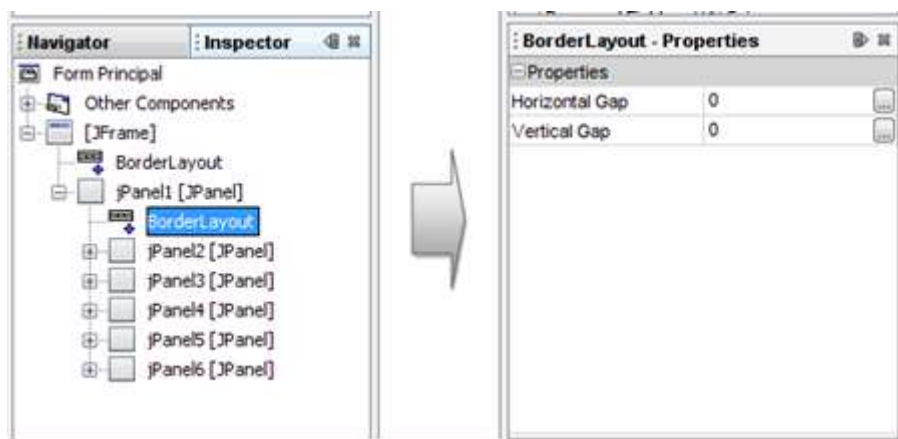 Navigator
Inspector
Form Principal
Other Components
[JFrame]
BorderLayout
jPanel1 [JPanel]
BorderLayout
jPanel2 [JPanel]
jPanel3 [JPanel]
jPanel4 [JPanel]
jPanel5 [JPanel]
jPanel6 [JPanel]
BorderLayout - Properties
Properties
Horizontal Gap 0 ...
Vertical Gap 0 ...